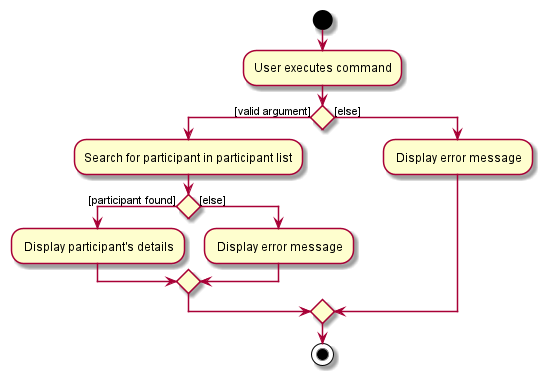 User executes command
[valid argument]
[else]
Search for participant in participant list
Display error message
[participant found]
[else]
Display participant's details
Display error message